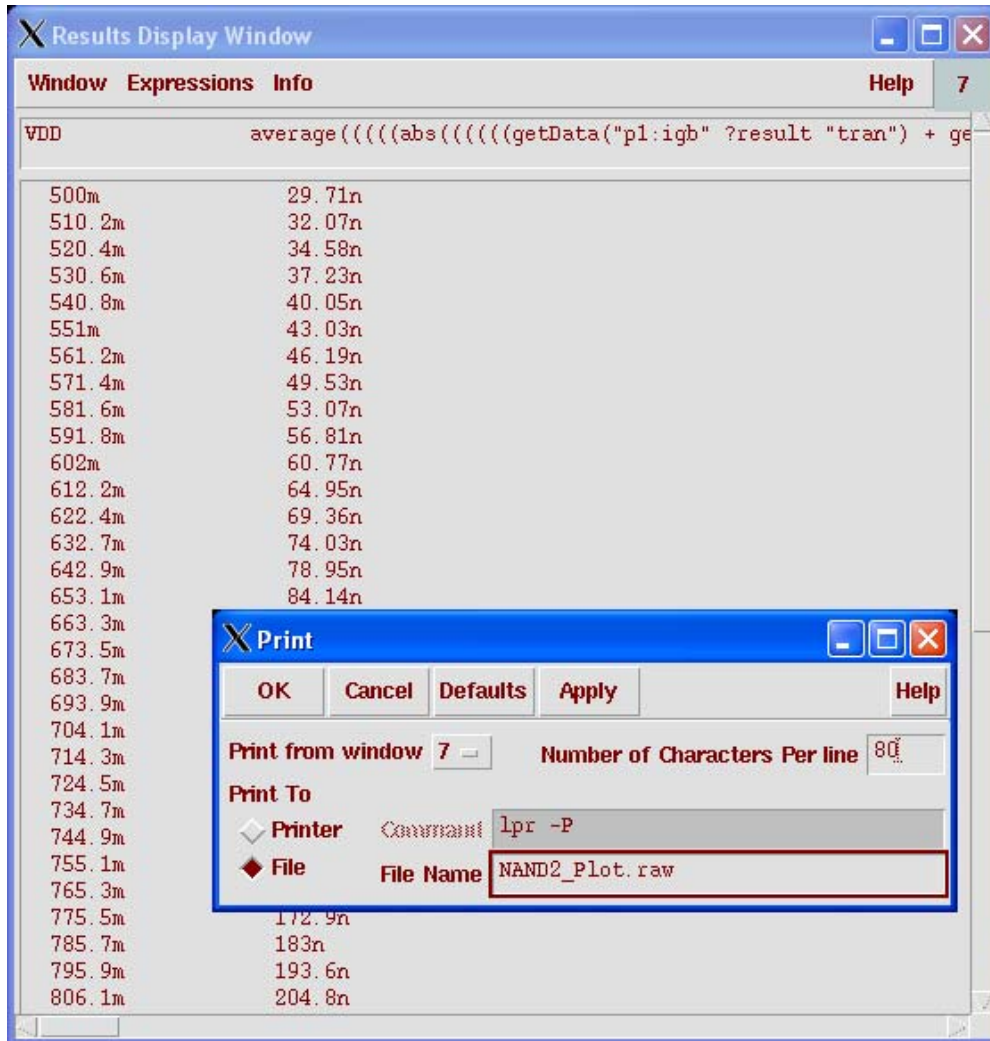 X Results Display Window
Window Expressions Info Help 7
VDD average(((((abs((((((getData("p1:igb" ?result "tran") + ge
500m 29.71n
510.2m 32.07n
520.4m 34.58n
530.6m 37.23n
540.8m 40.05n
551m 43.03n
561.2m 46.19n
571.4m 49.53n
581.6m 53.07n
591.8m 56.81n
602m 60.77n
612.2m 64.95n
622.4m 69.36n
632.7m 74.03n
642.9m 78.95n
653.1m 84.14n
663.3m
673.5m
683.7m
693.9m
704.1m
714.3m
724.5m
734.7m
744.9m
755.1m
765.3m
775.5m 172.9n
785.7m 183n
795.9m 193.6n
806.1m 204.8n
X Print
OK Cancel Defaults Apply Help
Print from window 7 Number of Characters Per line 80
Print To
Printer Command lpr -P
File File Name NAND2_Plot.raw